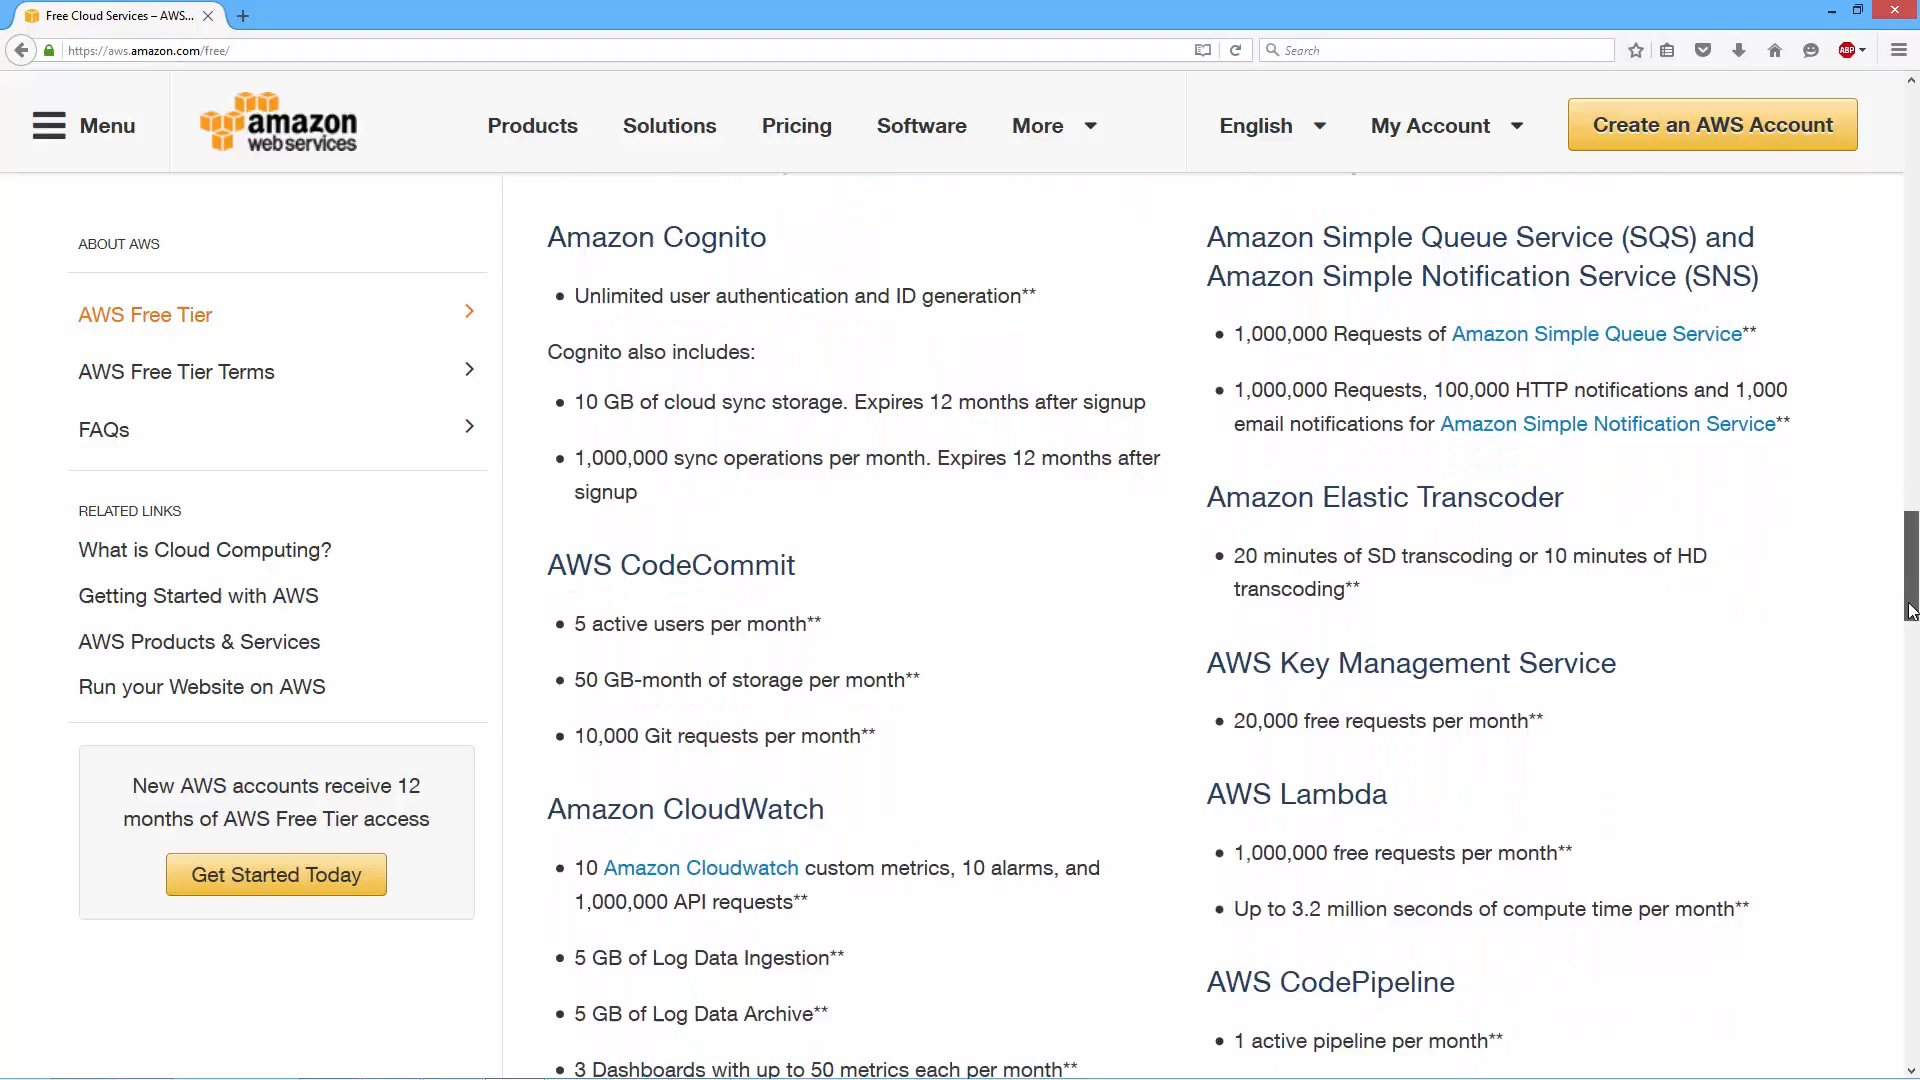 Free Cloud Services – AWS...
https://aws.amazon.com/free/
Search
ABP
Menu
amazon
webservices
Products
Solutions
Pricing
Software
More
English
My Account
Create an AWS Account
ABOUT AWS
AWS Free Tier
AWS Free Tier Terms
FAQs
RELATED LINKS
What is Cloud Computing?
Getting Started with AWS
AWS Products & Services
Run your Website on AWS
New AWS accounts receive 12
months of AWS Free Tier access
Get Started Today
Amazon Cognito
• Unlimited user authentication and ID generation**
Cognito also includes:
• 10 GB of cloud sync storage. Expires 12 months after signup
• 1,000,000 sync operations per month. Expires 12 months after
signup
AWS CodeCommit
• 5 active users per month**
• 50 GB-month of storage per month**
• 10,000 Git requests per month**
Amazon CloudWatch
• 10 Amazon Cloudwatch custom metrics, 10 alarms, and
1,000,000 API requests**
• 5 GB of Log Data Ingestion**
• 5 GB of Log Data Archive**
• 3 Dashboards with up to 50 metrics each per month**
Amazon Simple Queue Service (SQS) and
Amazon Simple Notification Service (SNS)
• 1,000,000 Requests of Amazon Simple Queue Service**
• 1,000,000 Requests, 100,000 HTTP notifications and 1,000
email notifications for Amazon Simple Notification Service**
Amazon Elastic Transcoder
• 20 minutes of SD transcoding or 10 minutes of HD
transcoding**
AWS Key Management Service
• 20,000 free requests per month**
AWS Lambda
• 1,000,000 free requests per month**
• Up to 3.2 million seconds of compute time per month**
AWS CodePipeline
• 1 active pipeline per month**